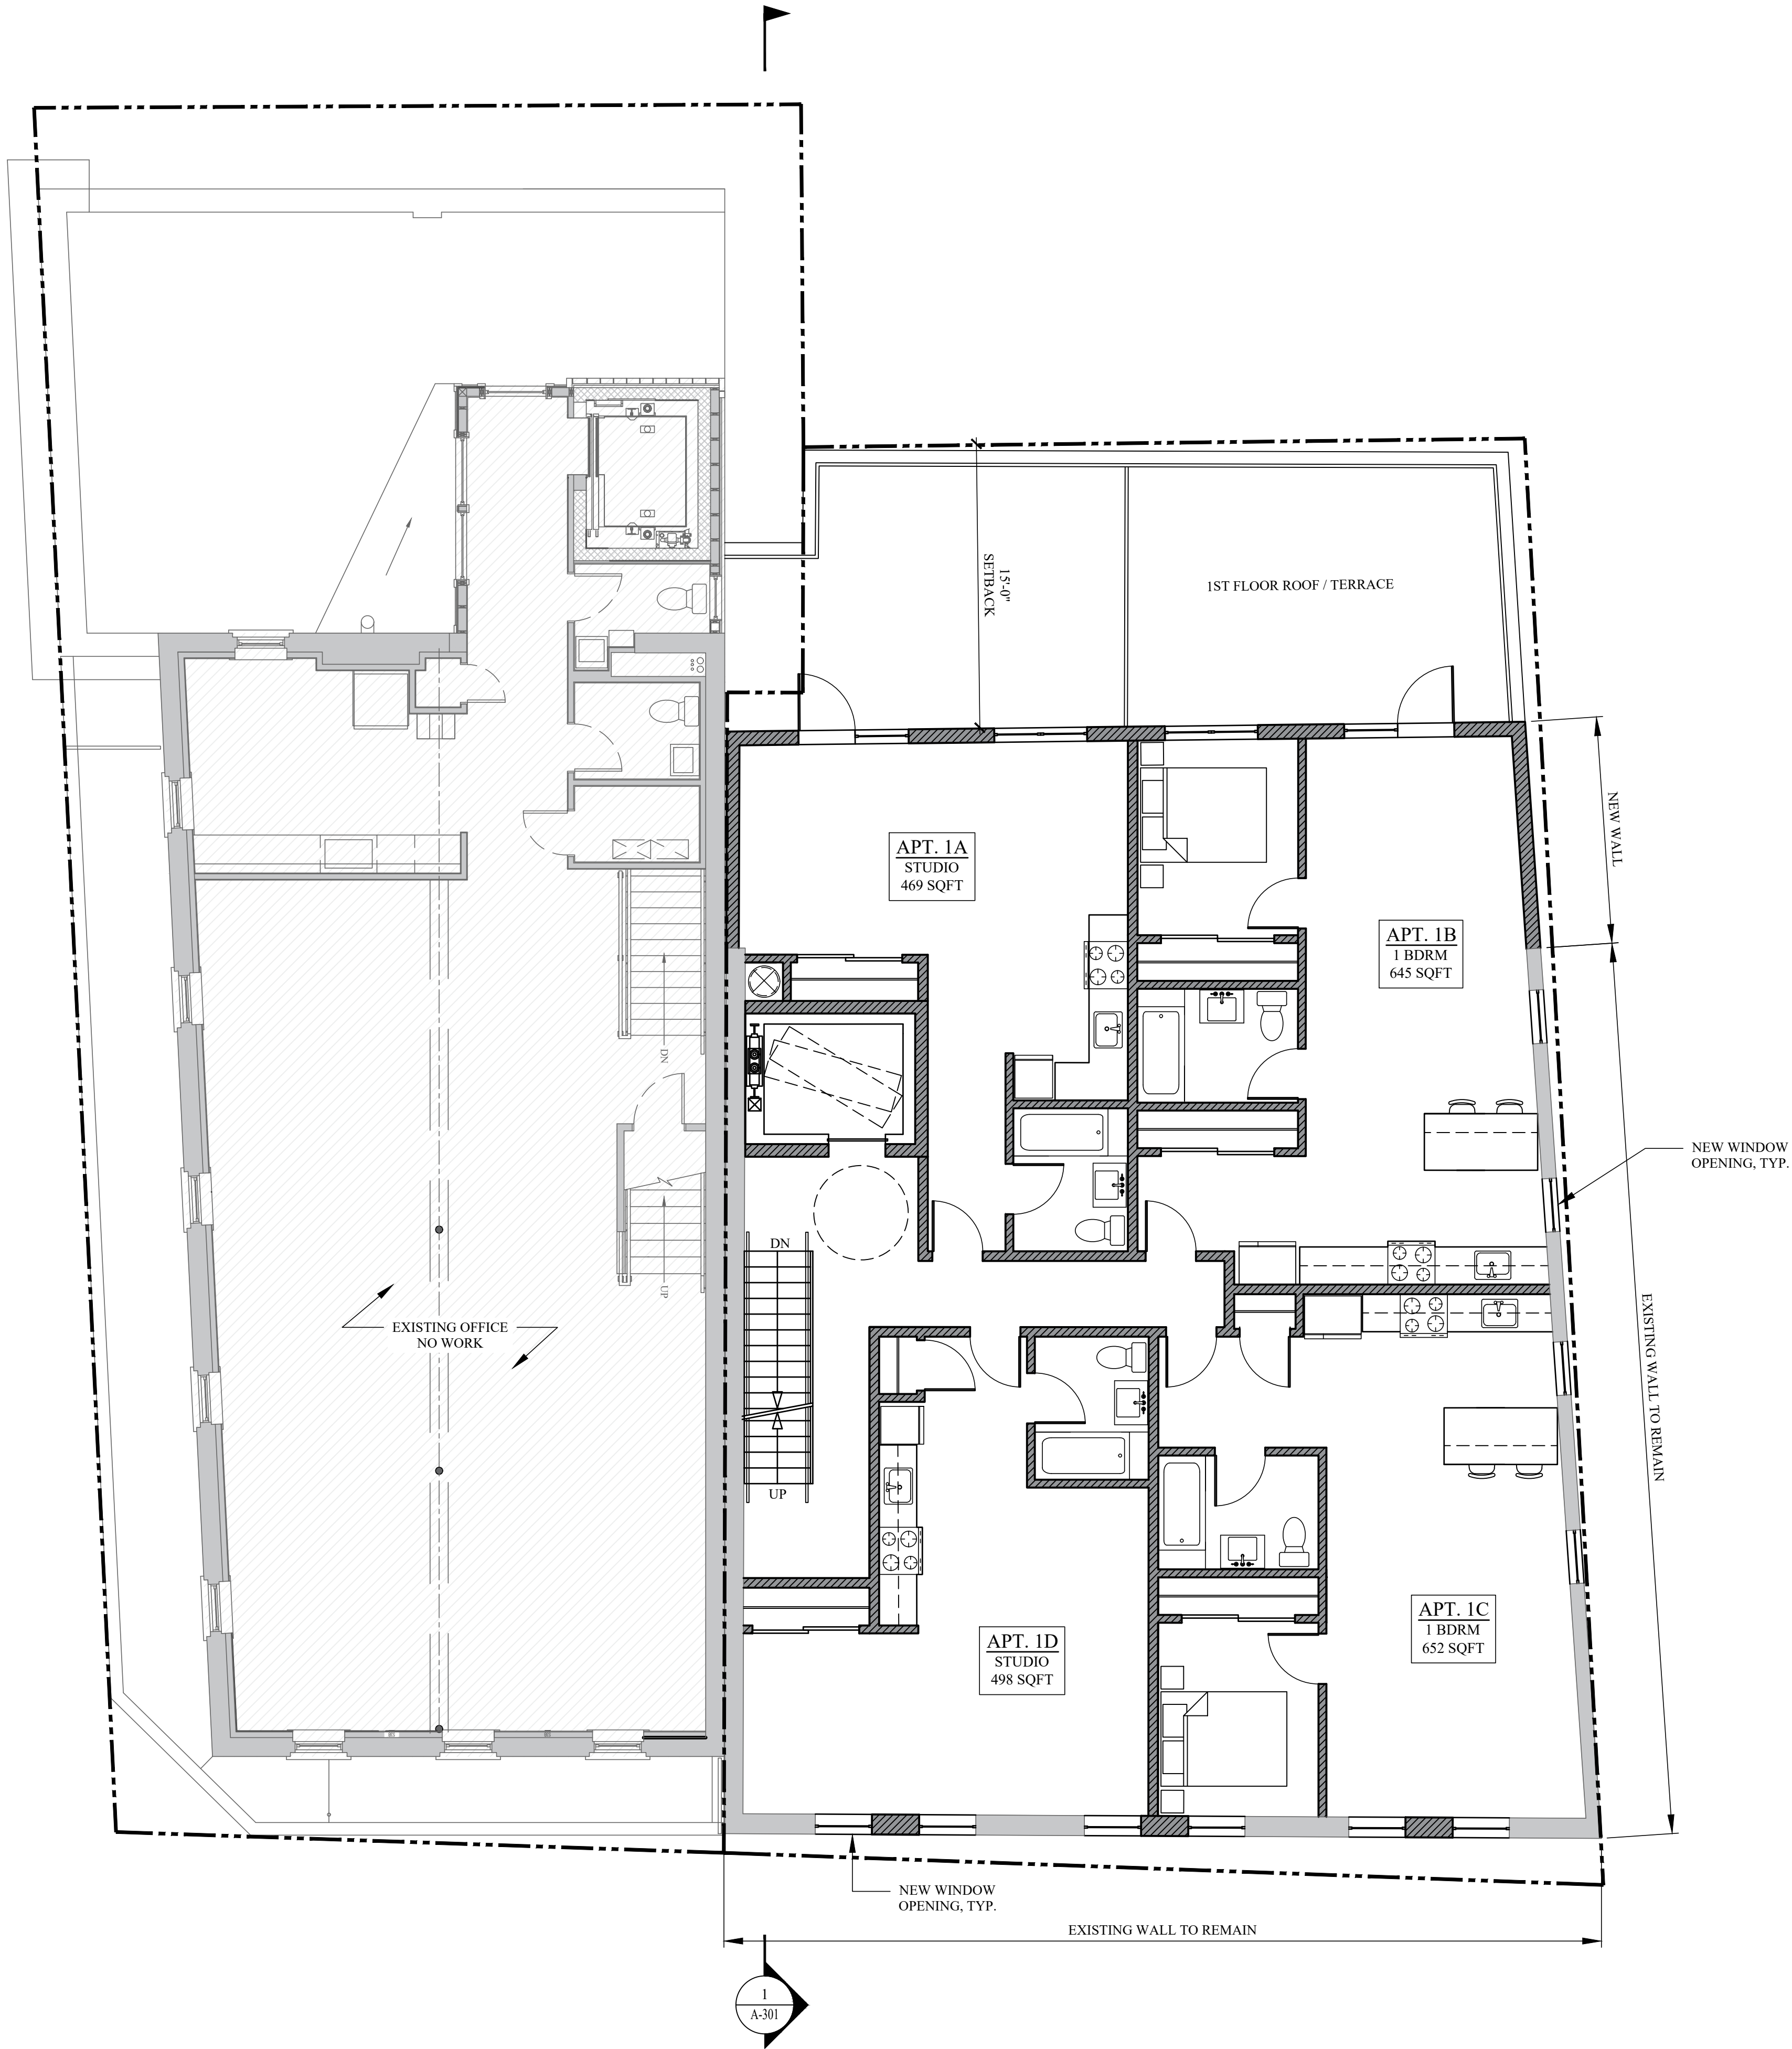 15'-0"
SETBACK
1ST FLOOR ROOF / TERRACE
NEW WALL
APT. 1A
STUDIO
469 SQFT
APT. 1B
1 BDRM
645 SQFT
DN
NEW WINDOW
OPENING, TYP.
DN
UP
EXISTING OFFICE
NO WORK
EXISTING WALL TO REMAIN
UP
APT. 1C
1 BDRM
652 SQFT
APT. 1D
STUDIO
498 SQFT
NEW WINDOW
OPENING, TYP.
EXISTING WALL TO REMAIN
1
A-301